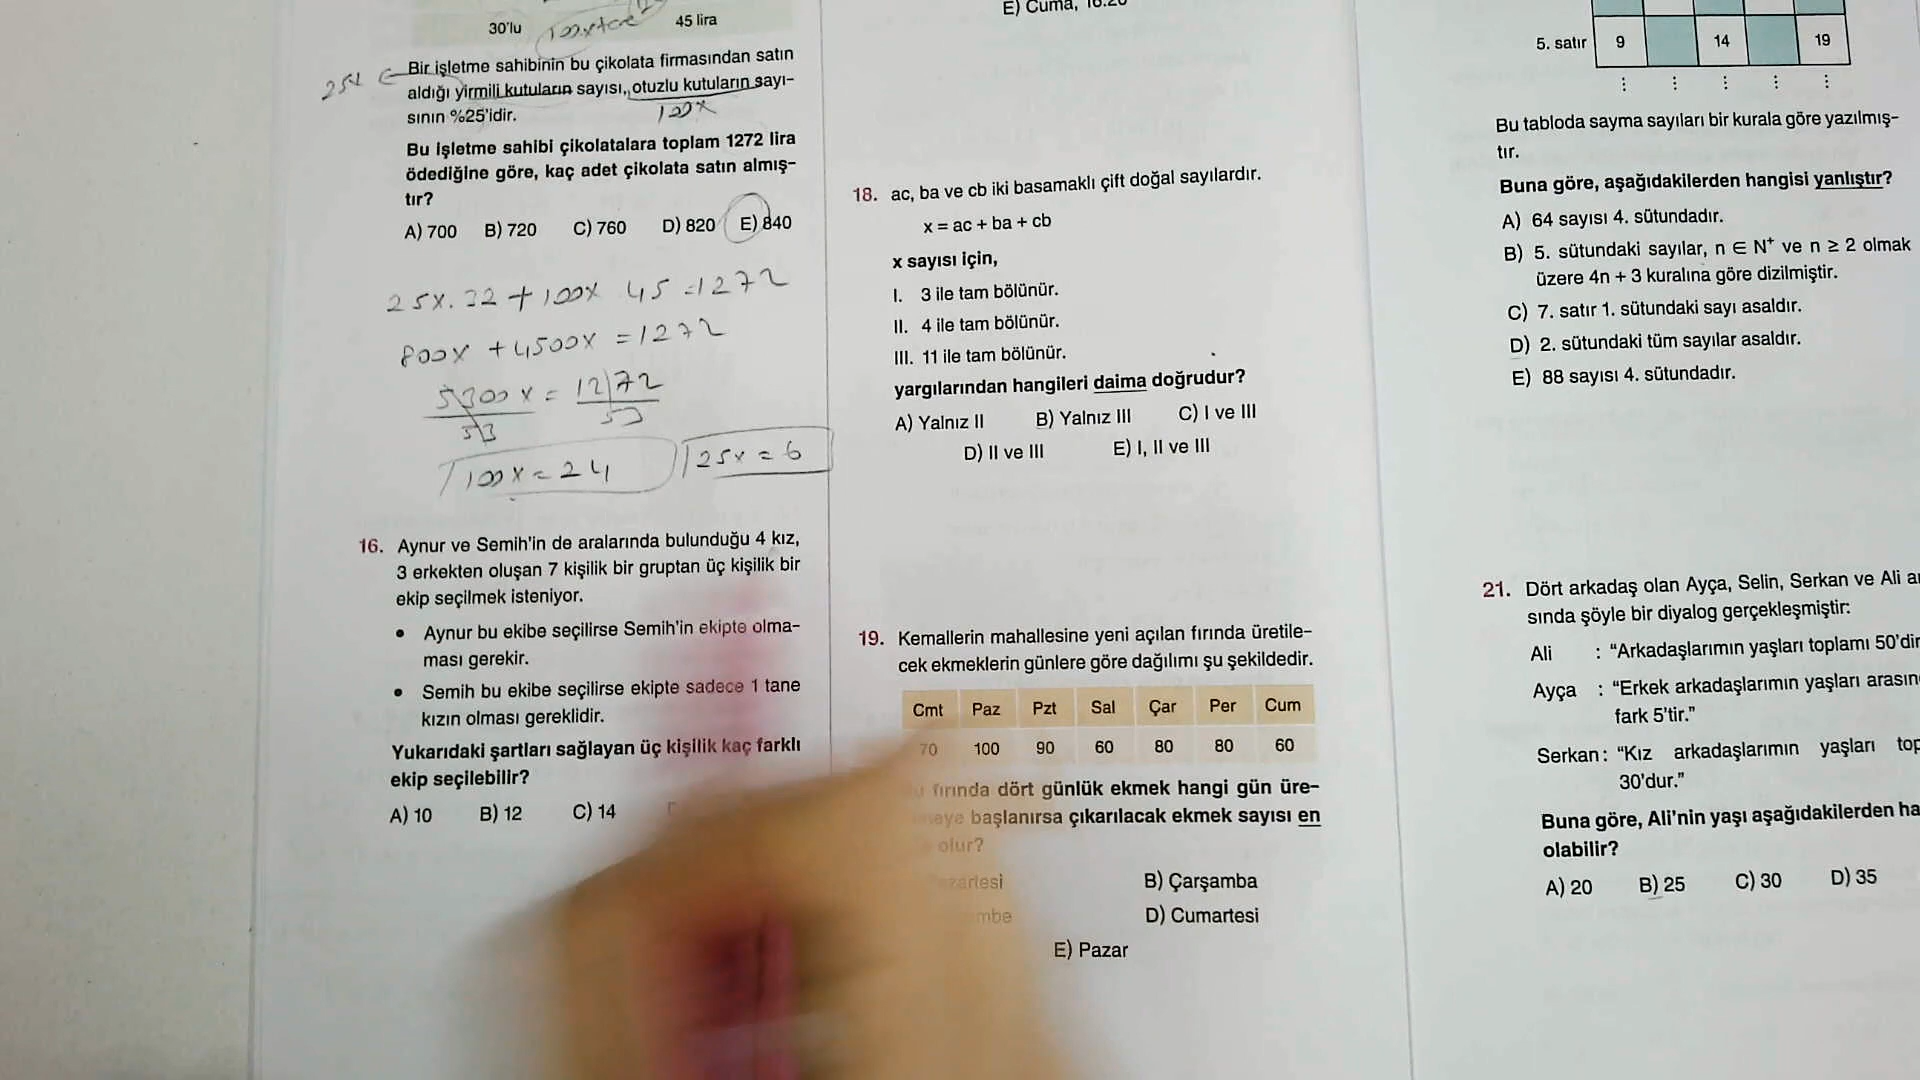 30'lu
45 lira
Bir işletme sahibinin bu çikolata firmasından satın
aldığı yirmili kutuların sayısı, otuzlu kutuların sayı-
sının %25'idir.
100x
Bu işletme sahibi çikolatalara toplam 1272 lira
ödediğine göre, kaç adet çikolata satın almış-
tır?
A) 700 B) 720 C) 760 D) 820 E) 840
25x. 32 + 100x 45 = 1272
800x + 4500x = 1272
5300x = 1272
53 53
100x = 24 25x = 6
16. Aynur ve Semih'in de aralarında bulunduğu 4 kız,
3 erkekten oluşan 7 kişilik bir gruptan üç kişilik bir
ekip seçilmek isteniyor.
• Aynur bu ekibe seçilirse Semih'in ekipte olma-
ması gerekir.
• Semih bu ekibe seçilirse ekipte sadece 1 tane
kızın olması gereklidir.
Yukarıdaki şartları sağlayan üç kişilik kaç farklı
ekip seçilebilir?
A) 10 B) 12 C) 14
E) Cuma,
18. ac, ba ve cb iki basamaklı çift doğal sayılardır.
x = ac + ba + cb
x sayısı için,
I. 3 ile tam bölünür.
II. 4 ile tam bölünür.
III. 11 ile tam bölünür.
yargılarından hangileri daima doğrudur?
A) Yalnız II B) Yalnız III C) I ve III
D) II ve III E) I, II ve III
19. Kemallerin mahallesine yeni açılan fırında üretile-
cek ekmeklerin günlere göre dağılımı şu şekildedir.
Cmt Paz Pzt Sal Çar Per Cum
70 100 90 60 80 80 60
fırında dört günlük ekmek hangi gün üre-
meye başlanırsa çıkarılacak ekmek sayısı en
olur?
B) Çarşamba
D) Cumartesi
E) Pazar
5. satır 9 14 19
Bu tabloda sayma sayıları bir kurala göre yazılmış-
tır.
Buna göre, aşağıdakilerden hangisi yanlıştır?
A) 64 sayısı 4. sütundadır.
B) 5. sütundaki sayılar, n ∈ N⁺ ve n ≥ 2 olmak
üzere 4n + 3 kuralına göre dizilmiştir.
C) 7. satır 1. sütundaki sayı asaldır.
D) 2. sütundaki tüm sayılar asaldır.
E) 88 sayısı 4. sütundadır.
21. Dört arkadaş olan Ayça, Selin, Serkan ve Ali
sında şöyle bir diyalog gerçekleşmiştir:
Ali : "Arkadaşlarımın yaşları toplamı 50'dir
Ayça : "Erkek arkadaşlarımın yaşları arasın
fark 5'tir."
Serkan : "Kız arkadaşlarımın yaşları top
30'dur."
Buna göre, Ali'nin yaşı aşağıdakilerden ha
olabilir?
A) 20 B) 25 C) 30 D) 35